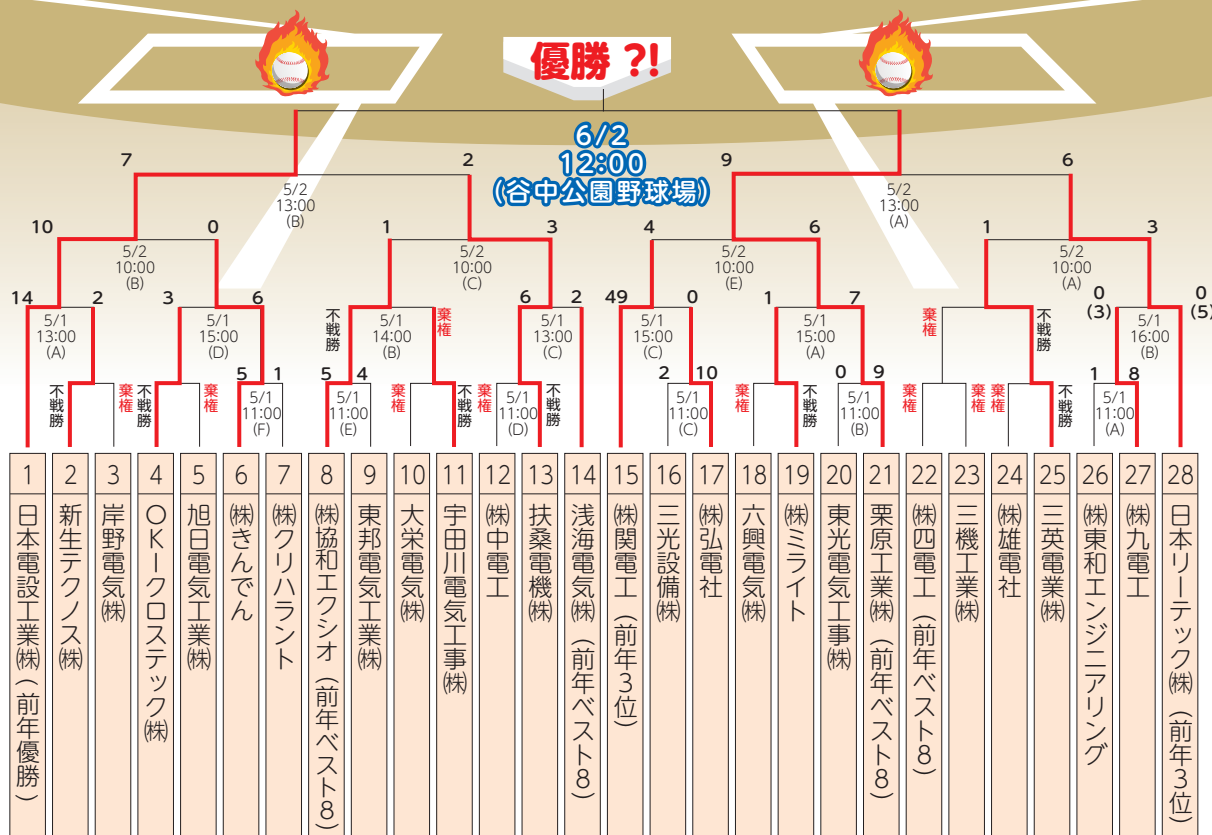 優勝 ?!
6/2
12:00
(谷中公園野球場)
7
2
9
6
5/2
13:00
(B)
5/2
13:00
(A)
10
0
1
3
4
6
1
3
5/2
10:00
(B)
5/2
10:00
(C)
5/2
10:00
(E)
5/2
10:00
(A)
14
2
3
6
不戦勝
棄権
6
2
49
0
1
7
棄権
不戦勝
0
(3)
0
(5)
5/1
13:00
(A)
5/1
15:00
(D)
5/1
14:00
(B)
5/1
13:00
(C)
5/1
15:00
(C)
5/1
15:00
(A)
5/1
16:00
(B)
不戦勝
棄権
不戦勝
棄権
5
1
5
4
棄権
不戦勝
棄権
不戦勝
2
10
棄権
不戦勝
0
9
棄権
棄権
棄権
不戦勝
1
8
5/1
11:00
(F)
5/1
11:00
(E)
5/1
11:00
(D)
5/1
11:00
(C)
5/1
11:00
(B)
5/1
11:00
(A)
1
日本電設工業㈱(前年優勝)
2
新生テクノス㈱
3
岸野電気㈱
4
OKIクロステック㈱
5
旭日電気工業㈱
6
㈱きんでん
7
㈱クリハラント
8
㈱協和エクシオ(前年ベスト8)
9
東邦電気工業㈱
10
大栄電気㈱
11
宇田川電気工事㈱
12
㈱中電工
13
扶桑電機㈱
14
浅海電気㈱(前年ベスト8)
15
㈱関電工(前年3位)
16
三光設備㈱
17
㈱弘電社
18
六興電気㈱
19
㈱ミライト
20
東光電気工事㈱
21
栗原工業㈱(前年ベスト8)
22
㈱四電工(前年ベスト8)
23
三機工業㈱
24
㈱雄電社
25
三英電業㈱
26
㈱東和エンジニアリング
27
㈱九電工
28
日本リーテック㈱(前年3位)